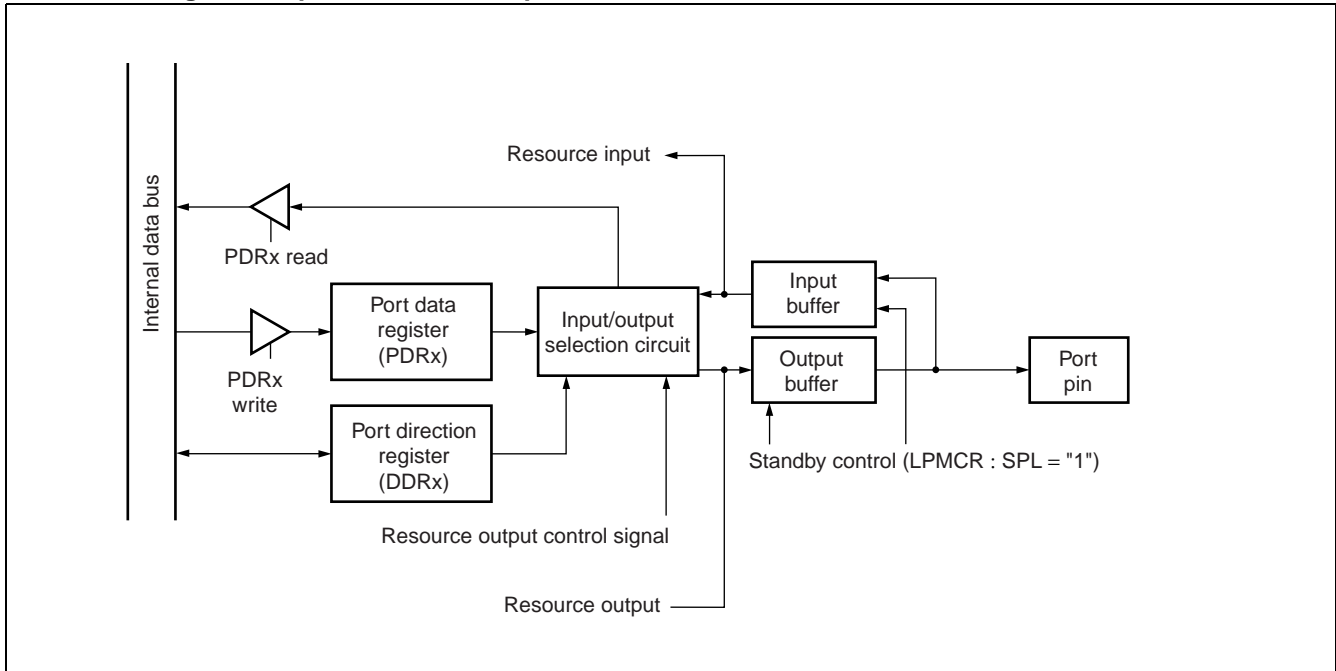 Internal data bus
Resource input
PDRx read
Port data
register
(PDRx)
PDRx
write
Port direction
register
(DDRx)
Input/output
selection circuit
Input
buffer
Output
buffer
Port
pin
Standby control (LPMCR : SPL = "1")
Resource output control signal
Resource output